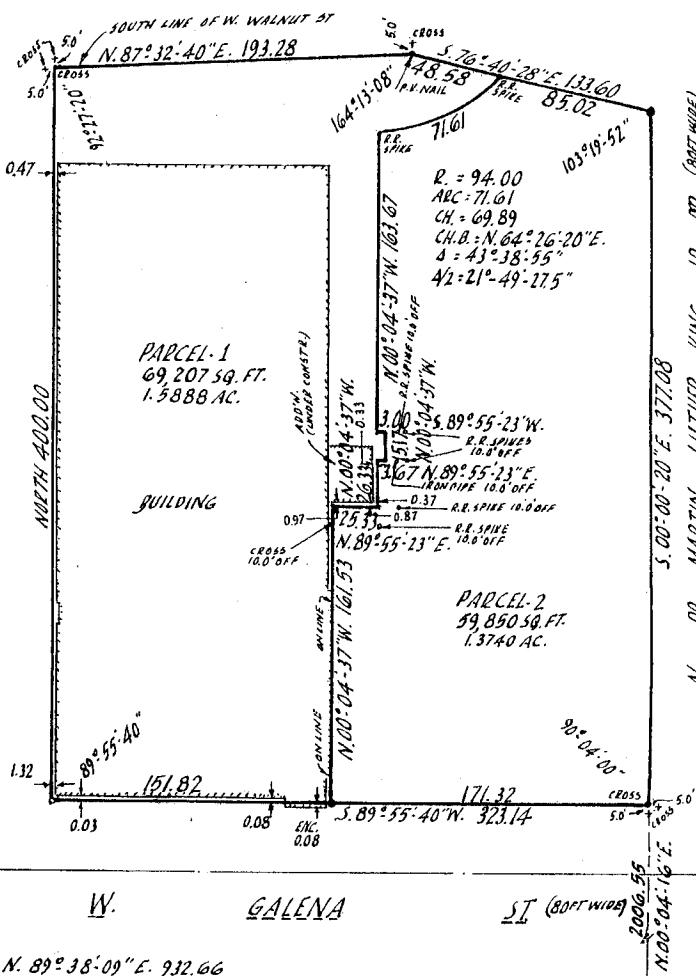 SOUTH LINE OF W. WALNUT ST
CROSS
5.0'
N. 87°-32'-40" E. 193.28
5.0'
CROSS
S. 76°-40'-28" E. 133.60
5.0'
CROSS
92°-27'-20"
164°-13'-08"
48.58
P.K. NAIL
R.R. SPIKE
85.02
71.61
R.R. SPIKE
103°-19'-52"
0.47
R. = 94.00
ARC = 71.61
CH. = 69.89
CH.B. = N. 64°-26'-20" E.
Δ = 43°-38'-55"
Δ/2 = 21°-49'-27.5"
N. 00°-04'-37" W. 163.67
R.R. SPIKE 10.0' OFF
PARCEL-1
69,207 SQ. FT.
1.5888 AC.
ADD'N.
(UNDER CONSTR.)
N. 00°-04'-37" W.
26.33
0.33
3.00
S. 89°-55'-23" W.
15.17
N. 00°-04'-37" W.
R.R. SPIKES
10.0' OFF
3.67
N. 89°-55'-23" E.
IRON PIPE 10.0' OFF
NORTH 400.00
BUILDING
0.97
0.37
25.33
0.87
R.R. SPIKE 10.0' OFF
R.R. SPIKE
10.0' OFF
CROSS
10.0' OFF
N. 89°-55'-23" E.
S. 00°-00'-20" E. 377.08
N. MARTIN LUTHER KING JR. (80FT WIDE)
PARCEL-2
59,850 SQ. FT.
1.3740 AC.
ON LINE
N. 00°-04'-37" W. 161.53
ON LINE
90°-04'-00"
1.32
89°-55'-40"
151.82
171.32
CROSS
5.0'
0.03
0.08
ENC.
0.08
S. 89°-55'-40" W. 323.14
5.0'
CROSS
W. GALENA ST (80FT WIDE)
2006.55
N. 00°-04'-16" E.
N. 89°-38'-09" E. 932.66